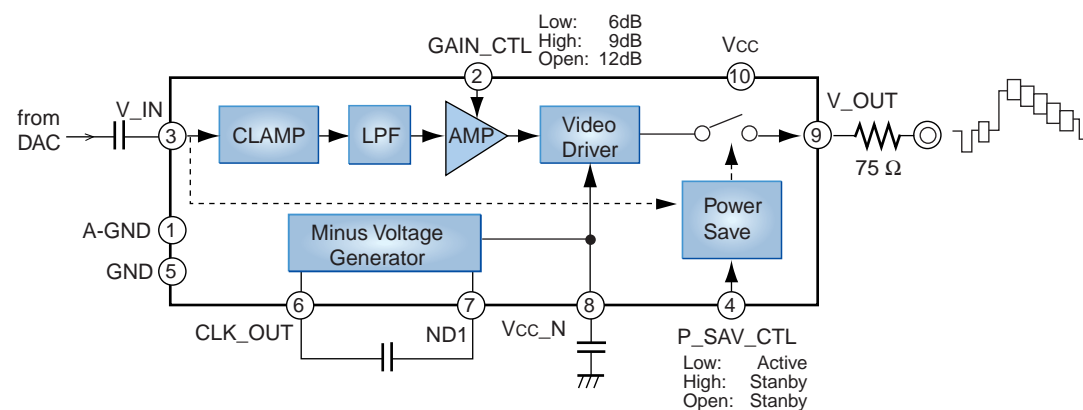 Low: 6dB
High: 9dB
Open: 12dB
GAIN_CTL
2
Vcc
10
from
DAC
V_IN
3
CLAMP
LPF
AMP
Video
Driver
V_OUT
9
75 Ω
A-GND
1
GND
5
Minus Voltage
Generator
Power
Save
6
CLK_OUT
7
ND1
8
Vcc_N
4
P_SAV_CTL
Low: Active
High: Stanby
Open: Stanby